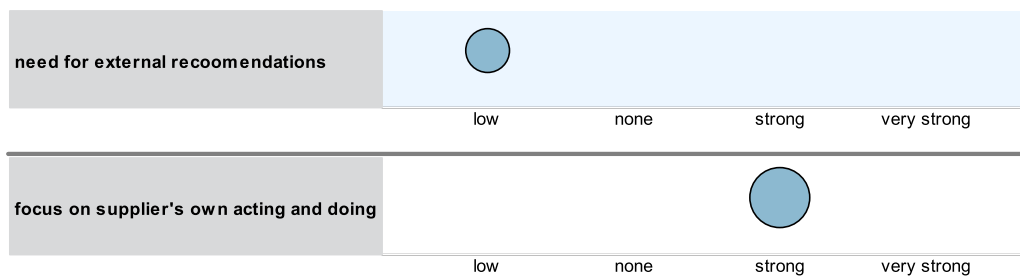 need for external recoomendations
low none strong very strong
focus on supplier's own acting and doing
low none strong very strong